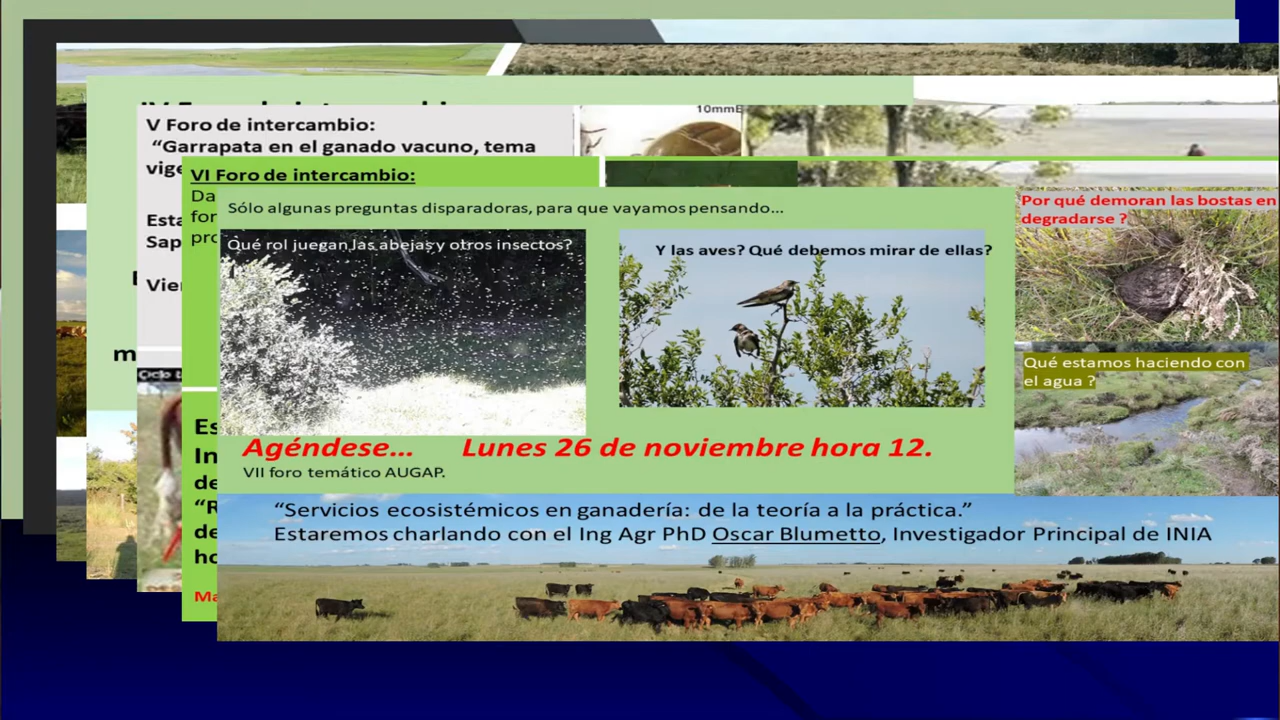 V Foro de intercambio:
"Garrapata en el ganado vacuno, tema
10mm
VI Foro de intercambio:
Sólo algunas preguntas disparadoras, para que vayamos pensando...
Por qué demoran las bostas en
degradarse ?
Qué rol juegan las abejas y otros insectos?
Y las aves? Qué debemos mirar de ellas?
Qué estamos haciendo con
el agua ?
Agéndese... Lunes 26 de noviembre hora 12.
VII foro temático AUGAP.
"Servicios ecosistémicos en ganadería: de la teoría a la práctica."
Estaremos charlando con el Ing Agr PhD Oscar Blumetto, Investigador Principal de INIA